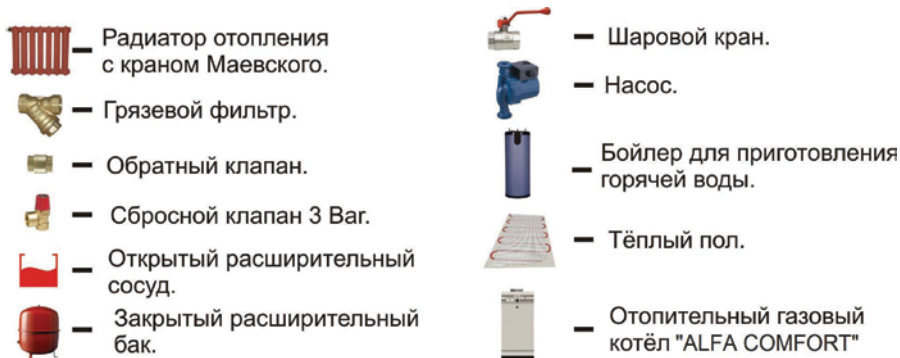 Радиатор отопления
с краном Маевского.
Грязевой фильтр.
Обратный клапан.
Сбросной клапан 3 Bar.
Открытый расширительный
сосуд.
Закрытый расширительный
бак.
Шаровой кран.
Насос.
Бойлер для приготовления
горячей воды.
Тёплый пол.
Отопительный газовый
котёл "ALFA COMFORT"